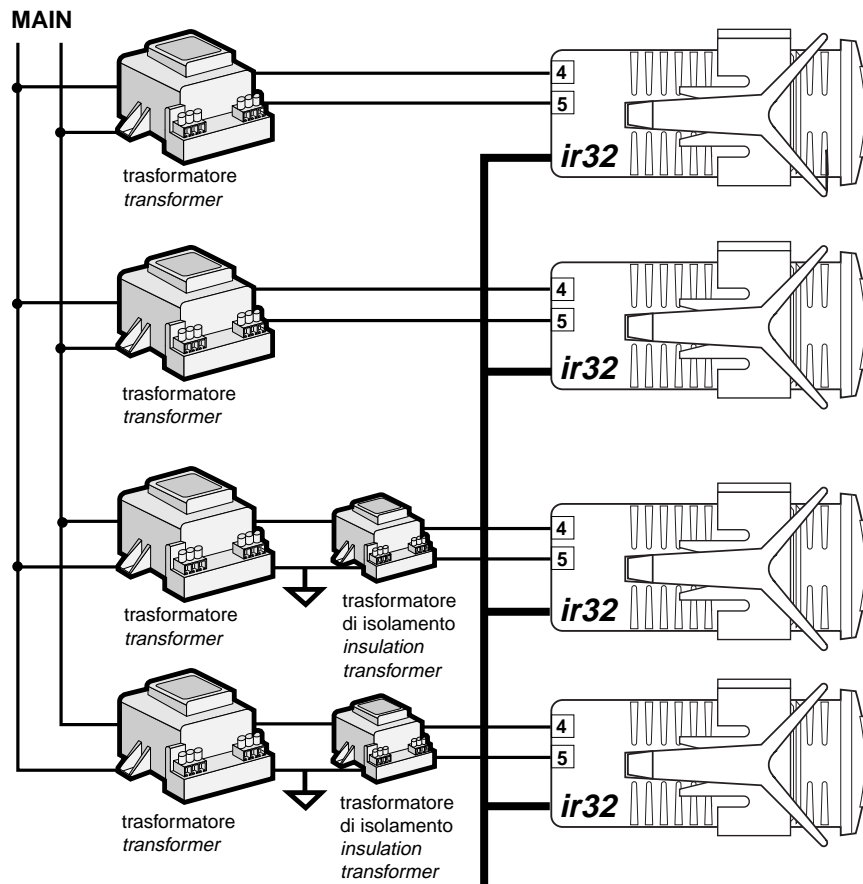 MAIN
4
5
ir32
trasformatore
transformer
4
5
ir32
trasformatore
transformer
4
5
ir32
trasformatore
transformer
trasformatore
di isolamento
insulation
transformer
4
5
ir32
trasformatore
transformer
trasformatore
di isolamento
insulation
transformer